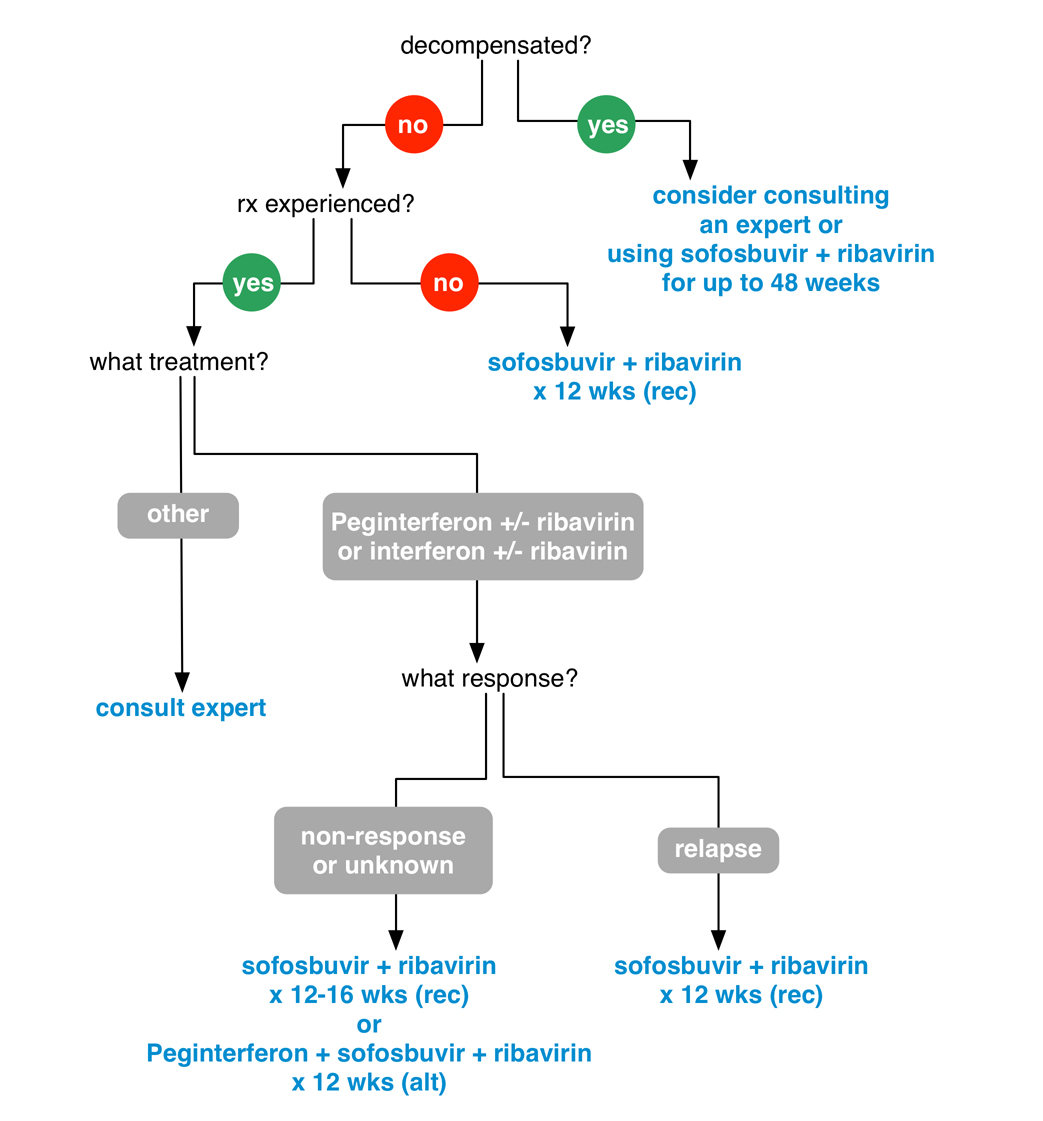 decompensated?
no
yes
consider consulting
an expert or
using sofosbuvir + ribavirin
for up to 48 weeks
rx experienced?
yes
no
what treatment?
sofosbuvir + ribavirin
x 12 wks (rec)
other
Peginterferon +/- ribavirin
or interferon +/- ribavirin
consult expert
what response?
non-response
or unknown
relapse
sofosbuvir + ribavirin
x 12-16 wks (rec)
or
Peginterferon + sofosbuvir + ribavirin
x 12 wks (alt)
sofosbuvir + ribavirin
x 12 wks (rec)